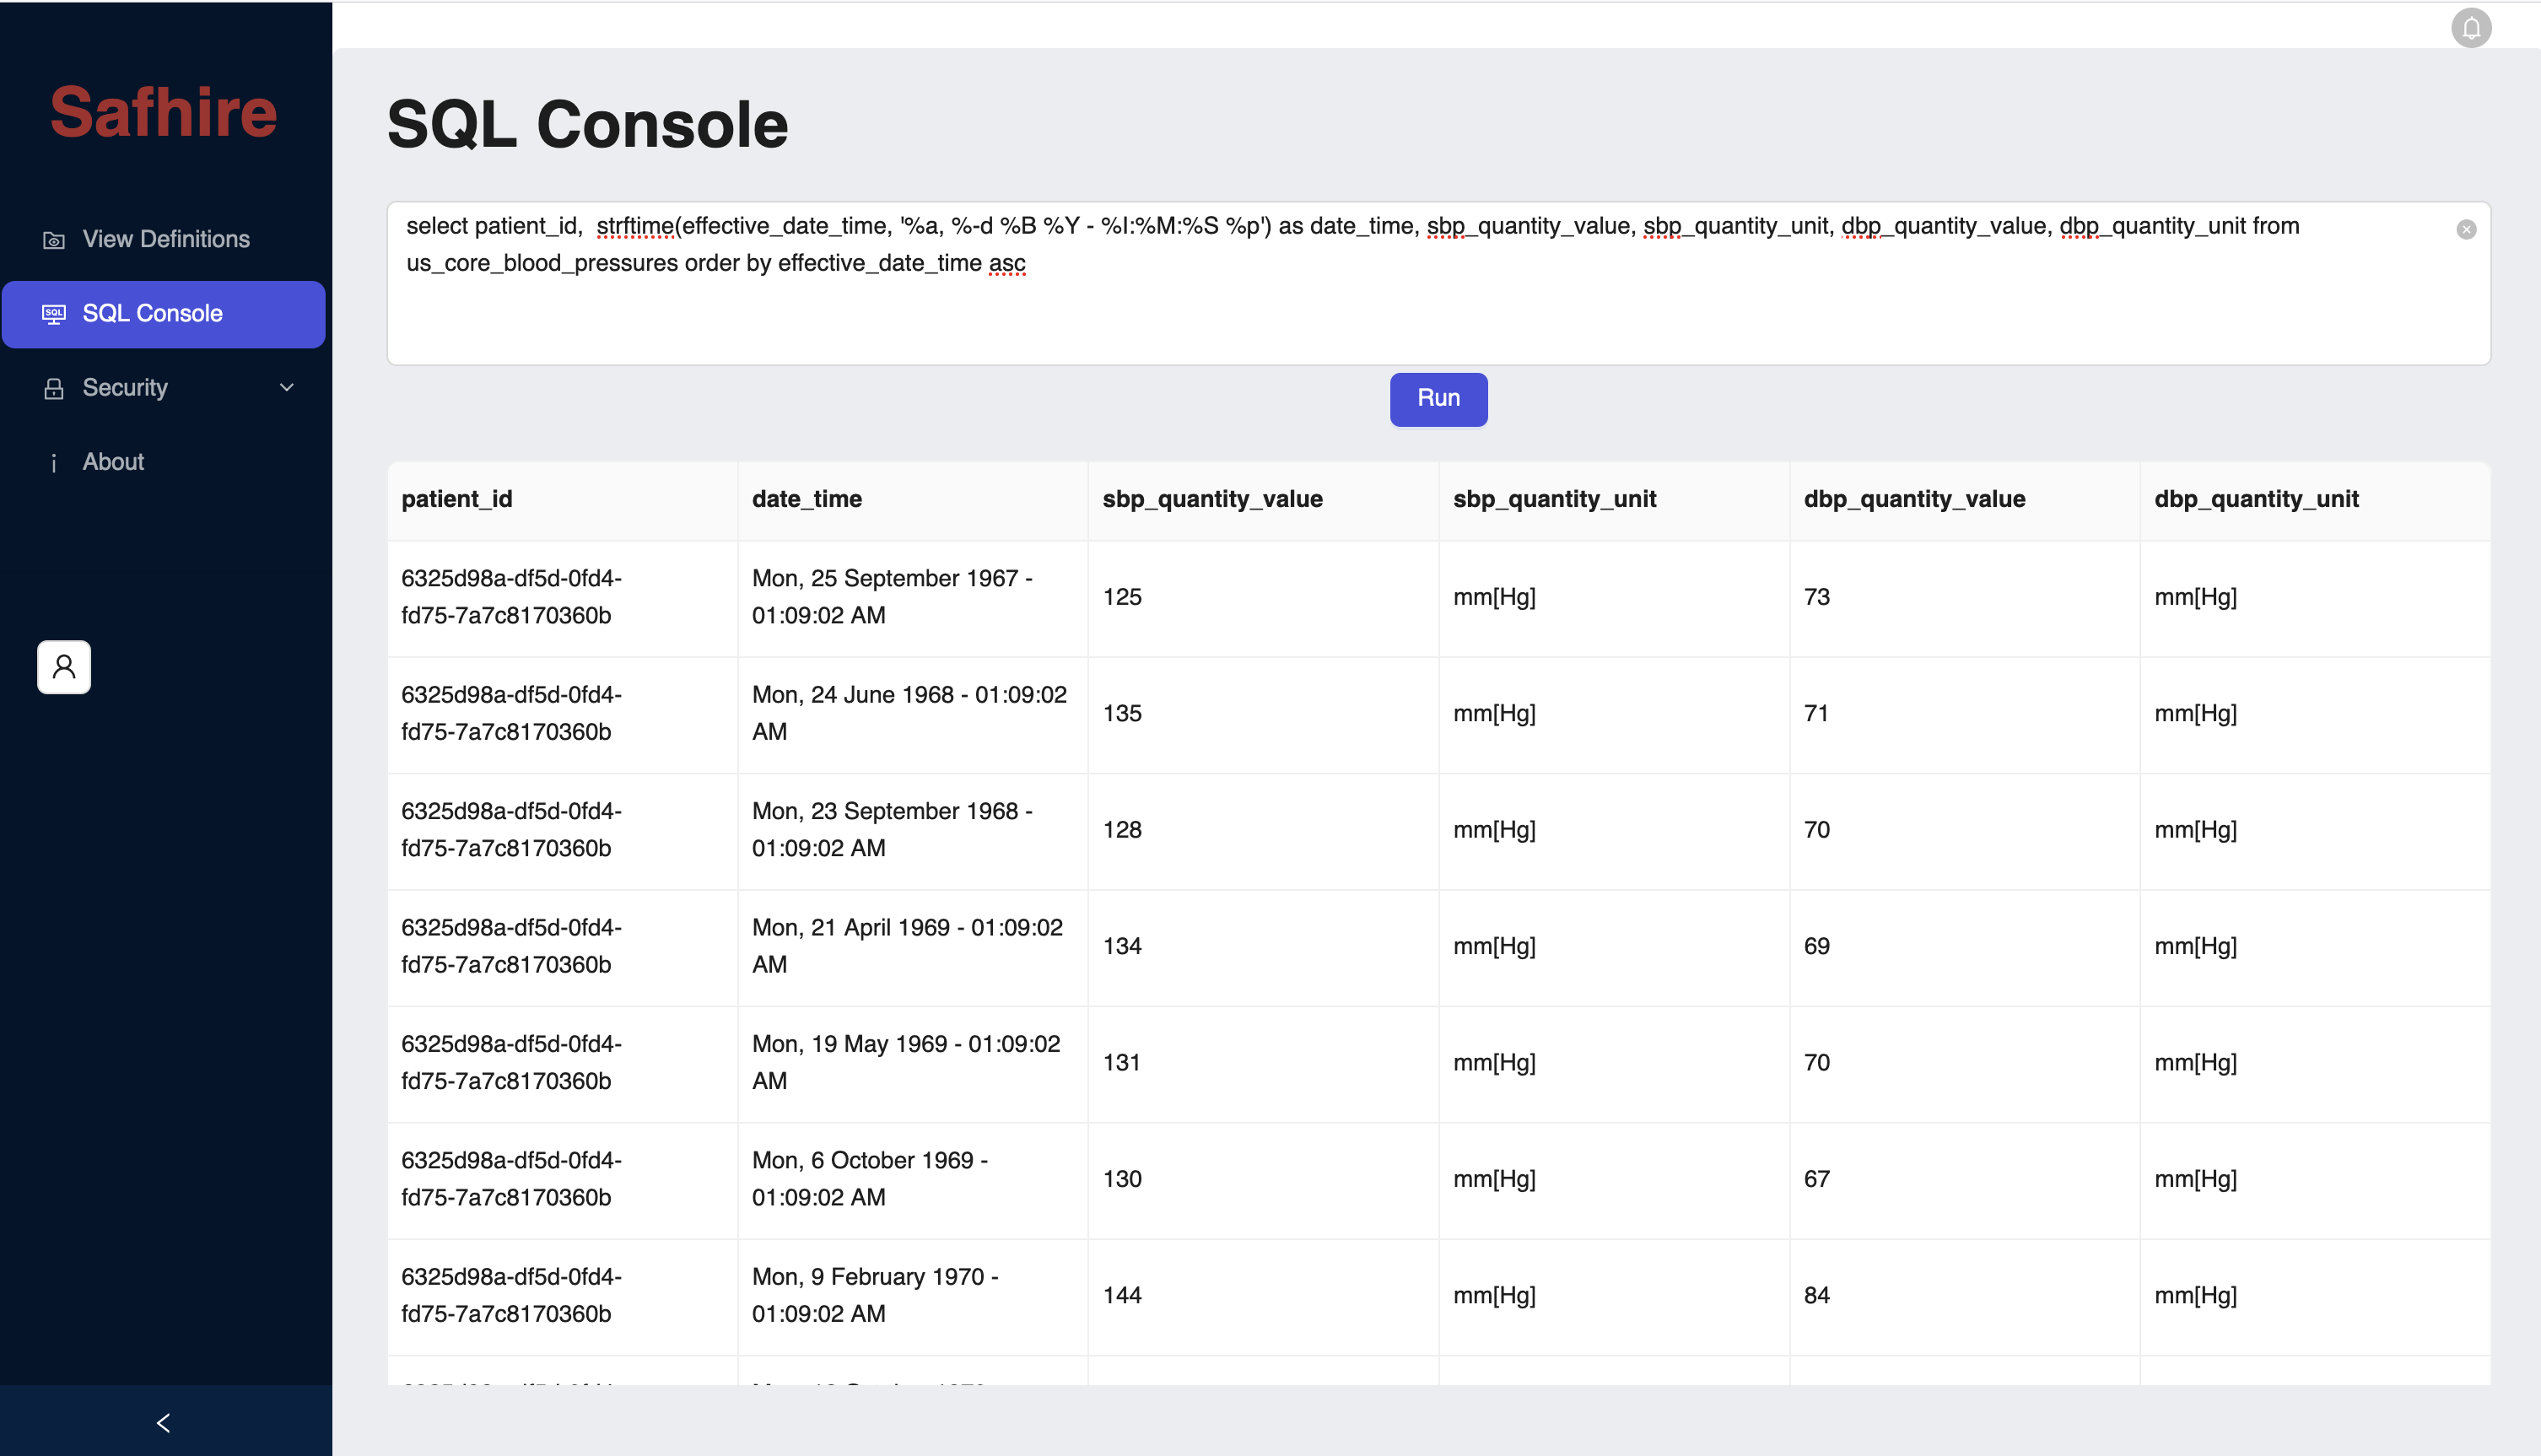 Safhire
View Definitions
SQL
SQL Console
Security
i
About
SQL Console
select patient_id,  strftime(effective_date_time, '%a, %-d %B %Y - %I:%M:%S %p') as date_time, sbp_quantity_value, sbp_quantity_unit, dbp_quantity_value, dbp_quantity_unit from
us_core_blood_pressures order by effective_date_time asc
Run
patient_id date_time sbp_quantity_value sbp_quantity_unit dbp_quantity_value dbp_quantity_unit
6325d98a-df5d-0fd4-
fd75-7a7c8170360b
Mon, 25 September 1967 -
01:09:02 AM
125 mm[Hg] 73 mm[Hg]
6325d98a-df5d-0fd4-
fd75-7a7c8170360b
Mon, 24 June 1968 - 01:09:02
AM
135 mm[Hg] 71 mm[Hg]
6325d98a-df5d-0fd4-
fd75-7a7c8170360b
Mon, 23 September 1968 -
01:09:02 AM
128 mm[Hg] 70 mm[Hg]
6325d98a-df5d-0fd4-
fd75-7a7c8170360b
Mon, 21 April 1969 - 01:09:02
AM
134 mm[Hg] 69 mm[Hg]
6325d98a-df5d-0fd4-
fd75-7a7c8170360b
Mon, 19 May 1969 - 01:09:02
AM
131 mm[Hg] 70 mm[Hg]
6325d98a-df5d-0fd4-
fd75-7a7c8170360b
Mon, 6 October 1969 -
01:09:02 AM
130 mm[Hg] 67 mm[Hg]
6325d98a-df5d-0fd4-
fd75-7a7c8170360b
Mon, 9 February 1970 -
01:09:02 AM
144 mm[Hg] 84 mm[Hg]